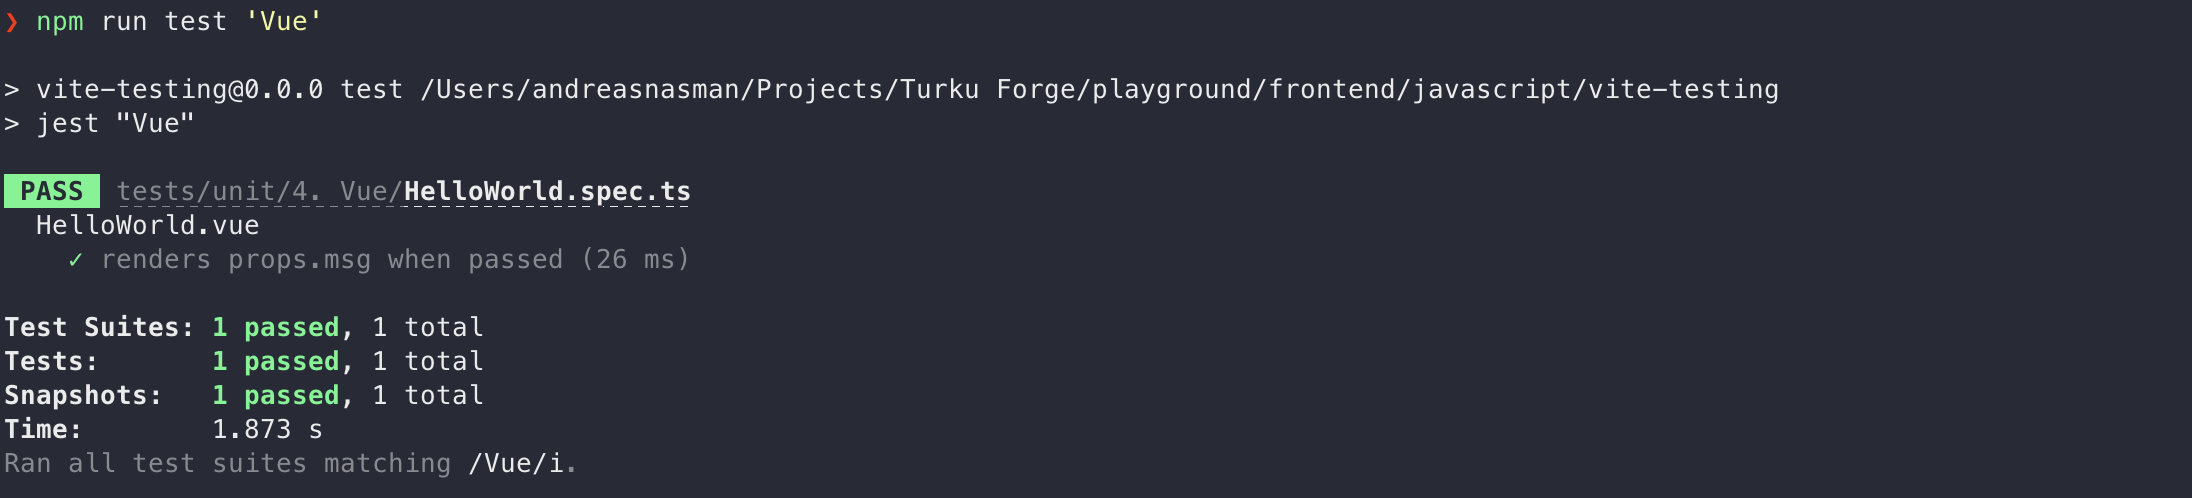 ❯ npm run test 'Vue'
> vite-testing@0.0.0 test /Users/andreasnasman/Projects/Turku Forge/playground/frontend/javascript/vite-testing
> jest "Vue"
PASS tests/unit/4. Vue/HelloWorld.spec.ts
HelloWorld.vue
✓ renders props.msg when passed (26 ms)
Test Suites: 1 passed, 1 total
Tests: 1 passed, 1 total
Snapshots: 1 passed, 1 total
Time: 1.873 s
Ran all test suites matching /Vue/i.